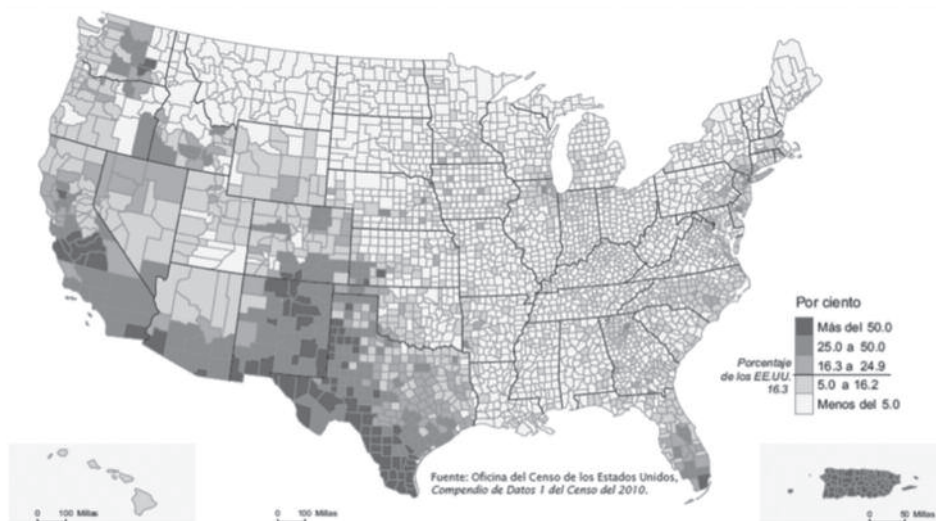 Por ciento
Más del 50.0
25.0 a 50.0
16.3 a 24.9
Porcentaje
de los EE.UU.
16.3
5.0 a 16.2
Menos del 5.0
Fuente: Oficina del Censo de los Estados Unidos,
Compendio de Datos 1 del Censo del 2010.
0 100 Millas
0 100 Millas
0 50 Millas